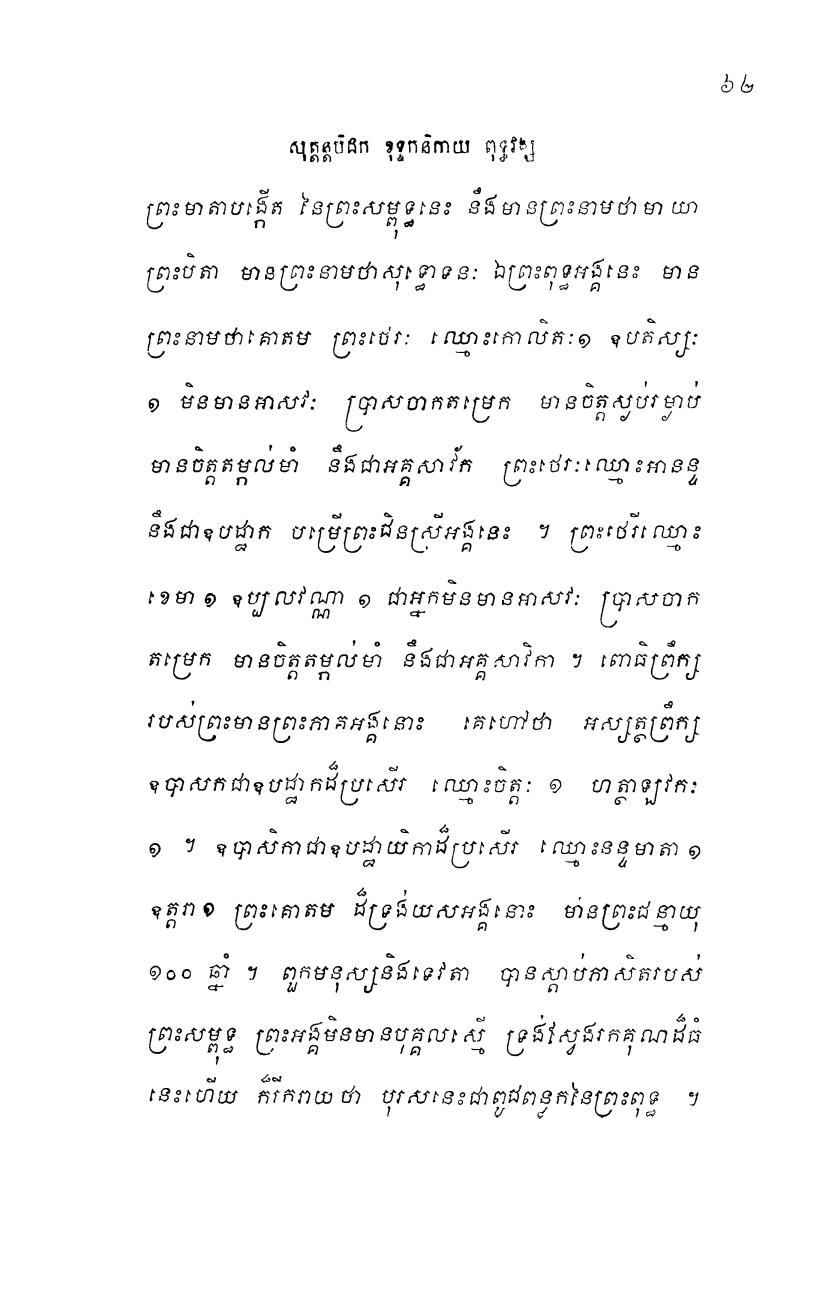 ៦២
សុត្តន្តបិដក ខុទ្ទកនិកាយ ពុទ្ធវង្ស
ព្រះមាតាបង្កើត នៃព្រះសម្ពុទ្ធនេះ នឹងមានព្រះនាមថាមាយា
ព្រះបិតា មានព្រះនាមថាសុទ្ធោទនៈ ឯព្រះពុទ្ធអង្គនេះ មាន
ព្រះនាមថាគោតម ព្រះថេរៈ ឈ្មោះកោលិតៈ១ ឧបតិស្សៈ
១ មិនមានអាសវៈ ប្រាសចាកតម្រេក មានចិត្តស្ងប់រម្ងាប់
មានចិត្តតម្កល់មាំ នឹងជាអគ្គសាវ័ក ព្រះថេរៈឈ្មោះអានន្ទ
នឹងជាឧបដ្ឋាក បម្រើព្រះជិនស្រីអង្គនេះ ។ ព្រះថេរីឈ្មោះ
ខេមា១ ឧប្បលវណ្ណា ១ ជាអ្នកមិនមានអាសវៈ ប្រាសចាក
តម្រេក មានចិត្តតម្កល់មាំ នឹងជាអគ្គសាវិកា ។ ពោធិព្រឹក្ស
របស់ព្រះមានព្រះភាគអង្គនោះ គេហៅថា អស្សត្ថព្រឹក្ស
ឧបាសកជាឧបដ្ឋាកដ៏ប្រសើរ ឈ្មោះចិត្តៈ ១ ហត្ថាឡវកៈ
១ ។ ឧបាសិកាជាឧបដ្ឋាយិកាដ៏ប្រសើរ ឈ្មោះនន្ទមាតា១
ឧត្តរា១ ព្រះគោតម ដ៏ទ្រង់យសអង្គនោះ មានព្រះជន្មាយុ
១០០ ឆ្នាំ ។ ពួកមនុស្សនិងទេវតា បានស្តាប់ភាសិតរបស់
ព្រះសម្ពុទ្ធ ព្រះអង្គមិនមានបុគ្គលស្មើ ទ្រង់ស្វែងរកគុណដ៏ធំ
នេះហើយ ក៏រីករាយថា បុរសនេះជាពូជពន្លកនៃព្រះពុទ្ធ ។